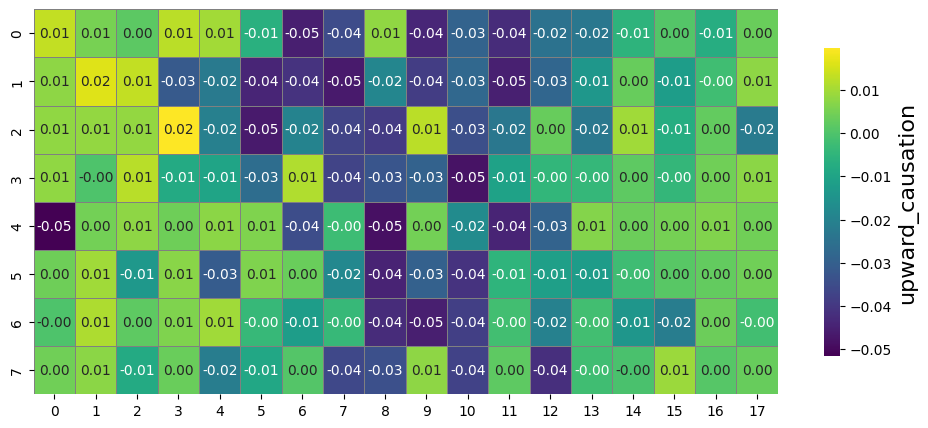 0 0.01 0.01 0.00 0.01 0.01 -0.01 -0.05 -0.04 0.01 -0.04 -0.03 -0.04 -0.02 -0.02 -0.01 0.00 -0.01 0.00
1 0.01 0.02 0.01 -0.03 -0.02 -0.04 -0.04 -0.05 -0.02 -0.04 -0.03 -0.05 -0.03 -0.01 0.00 -0.01 -0.00 0.01
2 0.01 0.01 0.01 0.02 -0.02 -0.05 -0.02 -0.04 -0.04 0.01 -0.03 -0.02 0.00 -0.02 0.01 -0.01 0.00 -0.02
3 0.01 -0.00 0.01 -0.01 -0.01 -0.03 0.01 -0.04 -0.03 -0.03 -0.05 -0.01 -0.00 -0.00 0.00 -0.00 0.00 0.01
4 -0.05 0.00 0.01 0.00 0.01 0.01 -0.04 -0.00 -0.05 0.00 -0.02 -0.04 -0.03 0.01 0.00 0.00 0.01 0.00
5 0.00 0.01 -0.01 0.01 -0.03 0.01 0.00 -0.02 -0.04 -0.03 -0.04 -0.01 -0.01 -0.01 -0.00 0.00 0.00 0.00
6 -0.00 0.01 0.00 0.01 0.01 -0.00 -0.01 -0.00 -0.04 -0.05 -0.04 -0.00 -0.02 -0.00 -0.01 -0.02 0.00 -0.00
7 0.00 0.01 -0.01 0.00 -0.02 -0.01 0.00 -0.04 -0.03 0.01 -0.04 0.00 -0.04 -0.00 -0.00 0.01 0.00 0.00
0 1 2 3 4 5 6 7 8 9 10 11 12 13 14 15 16 17
0.01
0.00
−0.01
−0.02
−0.03
−0.04
−0.05
upward_causation